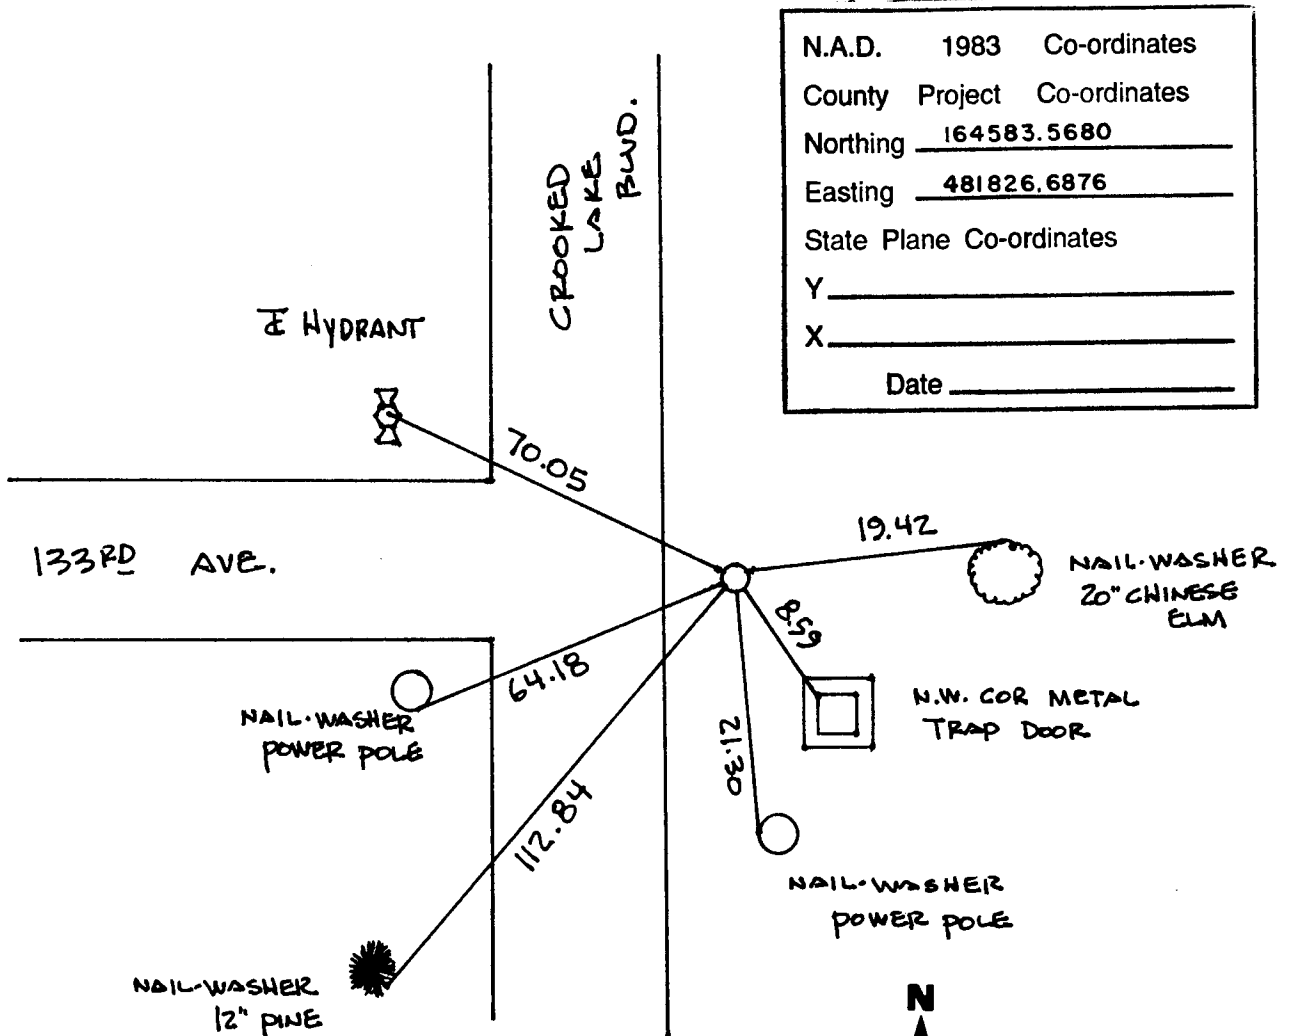 N.A.D. 1983 Co-ordinates
County Project Co-ordinates
Northing 164583.5680
Easting 481826.6876
State Plane Co-ordinates
Y
X
Date
CROOKED
LAKE
BLVD.
℄ HYDRANT
70.05
133RD AVE.
19.42
NAIL-WASHER
20" CHINESE
ELM
8.59
64.18
NAIL-WASHER
POWER POLE
N.W. COR METAL
TRAP DOOR
21.30
112.84
NAIL-WASHER
POWER POLE
NAIL-WASHER
12" PINE
N